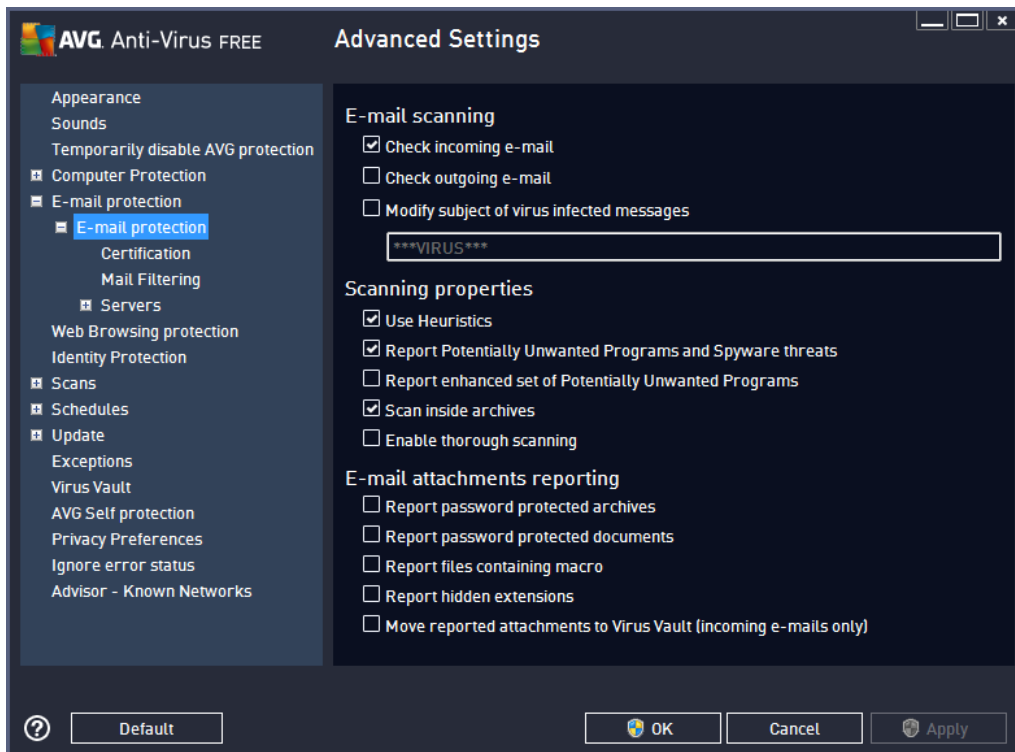 AVG. Anti-Virus FREE
Advanced Settings
Appearance
Sounds
Temporarily disable AVG protection
Computer Protection
E-mail protection
E-mail protection
Certification
Mail Filtering
Servers
Web Browsing protection
Identity Protection
Scans
Schedules
Update
Exceptions
Virus Vault
AVG Self protection
Privacy Preferences
Ignore error status
Advisor - Known Networks
E-mail scanning
Check incoming e-mail
Check outgoing e-mail
Modify subject of virus infected messages
***VIRUS***
Scanning properties
Use Heuristics
Report Potentially Unwanted Programs and Spyware threats
Report enhanced set of Potentially Unwanted Programs
Scan inside archives
Enable thorough scanning
E-mail attachments reporting
Report password protected archives
Report password protected documents
Report files containing macro
Report hidden extensions
Move reported attachments to Virus Vault (incoming e-mails only)
Default
OK
Cancel
Apply